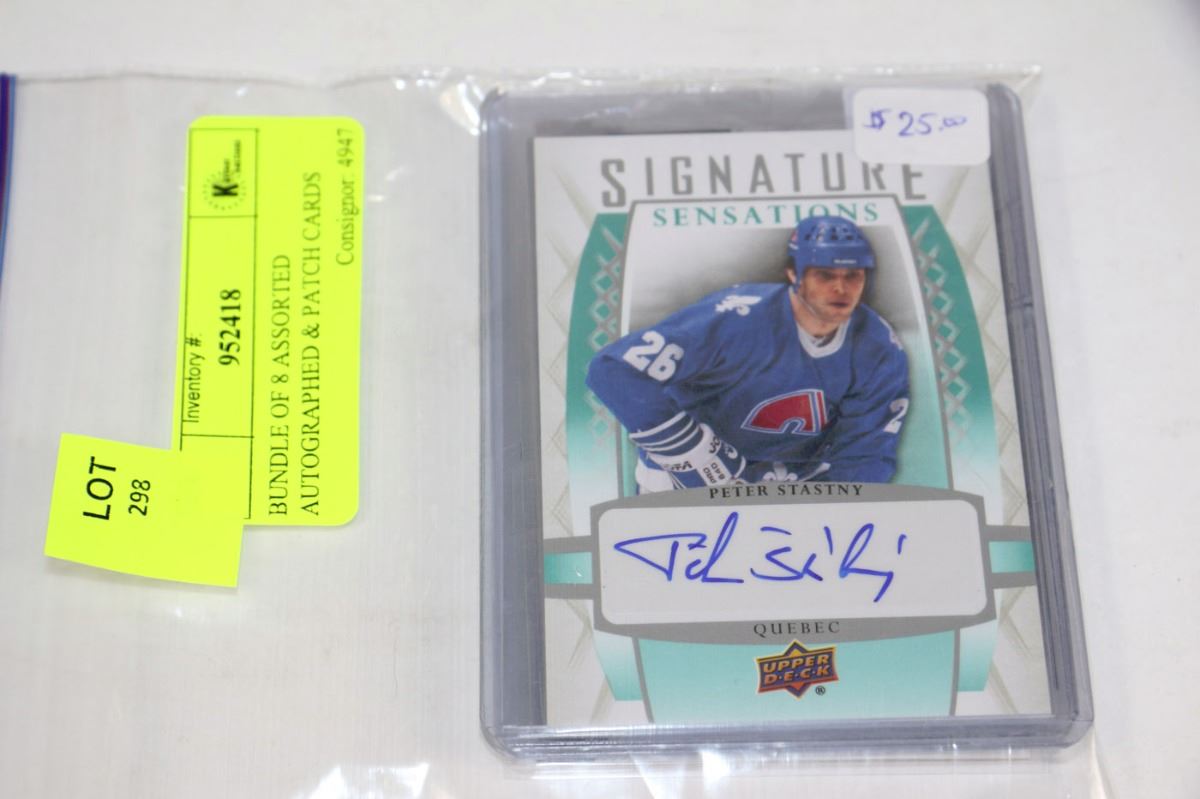 LOT
298
Inventory #:
952418
BUNDLE OF 8 ASSORTED
AUTOGRAPHED & PATCH CARDS
Consignor: 4947
$ 25.00
SIGNATURE
SENSATIONS
26
2
PETER STASTNY
QUEBEC
UPPER
D·E·C·K
®